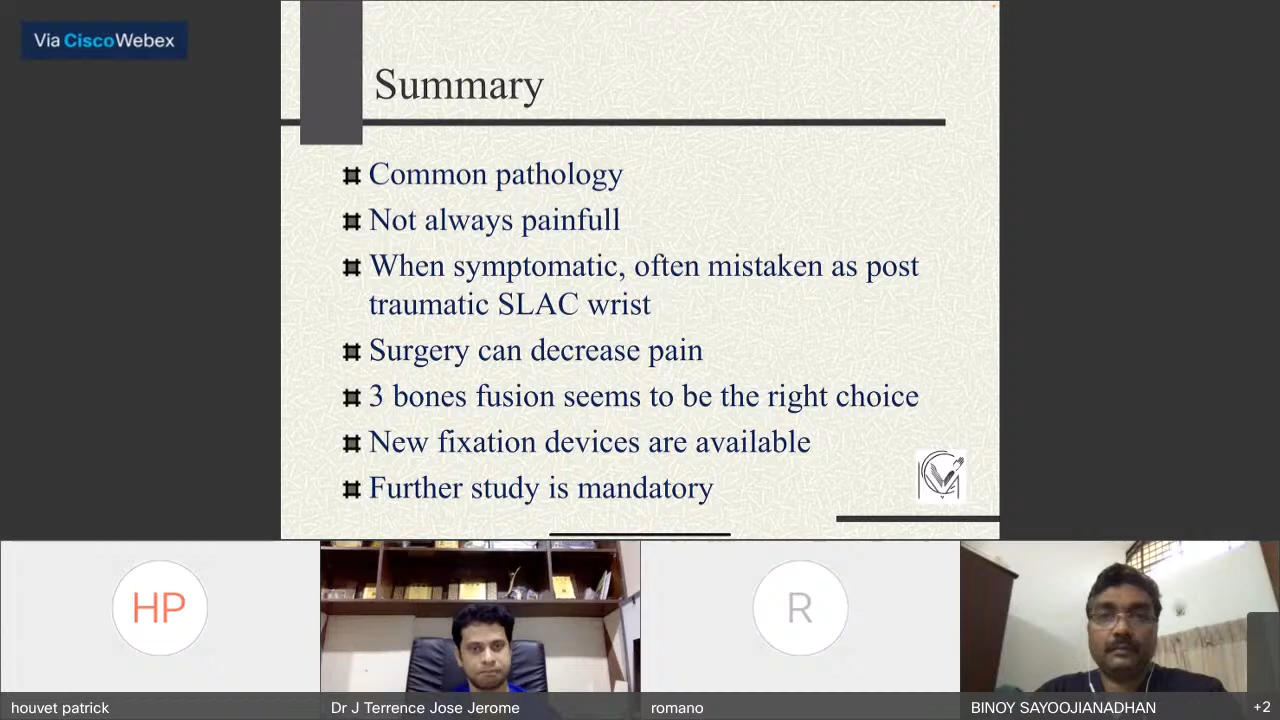 Via CiscoWebex
Summary
Common pathology
Not always painfull
When symptomatic, often mistaken as post
traumatic SLAC wrist
Surgery can decrease pain
3 bones fusion seems to be the right choice
New fixation devices are available
Further study is mandatory
HP
R
houvet patrick
Dr J Terrence Jose Jerome
romano
BINOY SAYOOJIANADHAN
+2